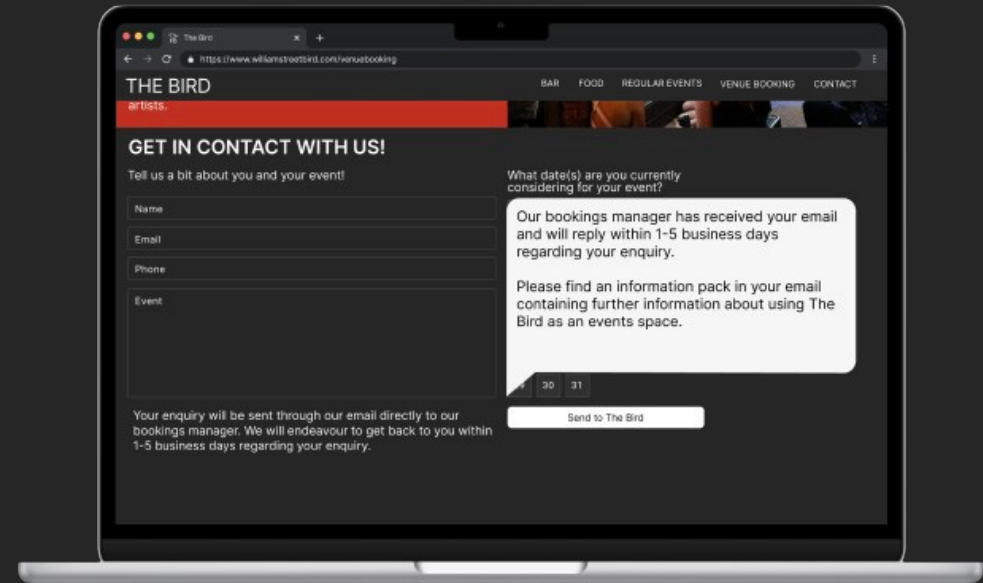 The Bird
https://www.williamstreetbird.com/venuebooking
THE BIRD
BAR FOOD REGULAR EVENTS VENUE BOOKING CONTACT
artists.
GET IN CONTACT WITH US!
Tell us a bit about you and your event!
Name
Email
Phone
Event
Your enquiry will be sent through our email directly to our
bookings manager. We will endeavour to get back to you within
1-5 business days regarding your enquiry.
What date(s) are you currently
considering for your event?
Our bookings manager has received your email
and will reply within 1-5 business days
regarding your enquiry.
Please find an information pack in your email
containing further information about using The
Bird as an events space.
30 31
Send to The Bird